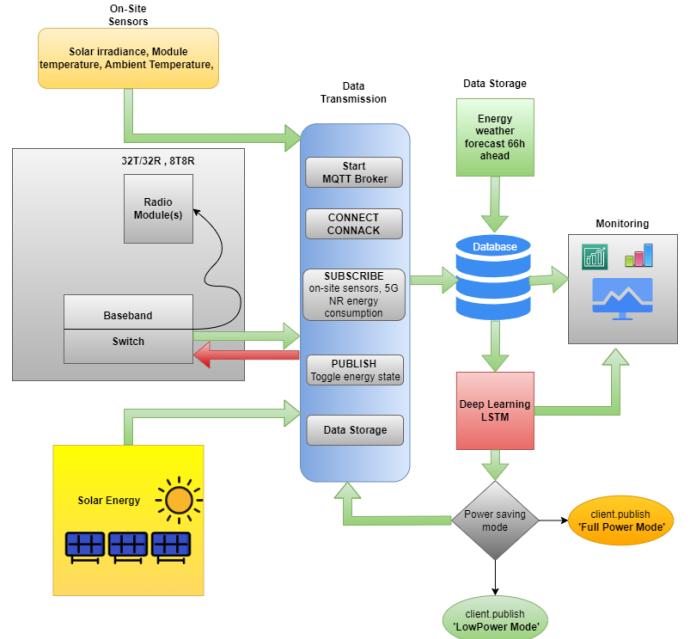 On-Site
Sensors
Solar irradiance, Module
temperature, Ambient Temperature,
Data
Transmission
Data Storage
Energy
weather
forecast 66h
ahead
32T/32R , 8T8R
Radio
Module(s)
Start
MQTT Broker
CONNECT
CONNACK
Database
Monitoring
SUBSCRIBE
on-site sensors, 5G
NR energy
consumption
Baseband
Switch
PUBLISH
Toggle energy state
Deep Learning
LSTM
Data Storage
Solar Energy
Power saving
mode
client.publish
'Full Power Mode'
client.publish
'LowPower Mode'